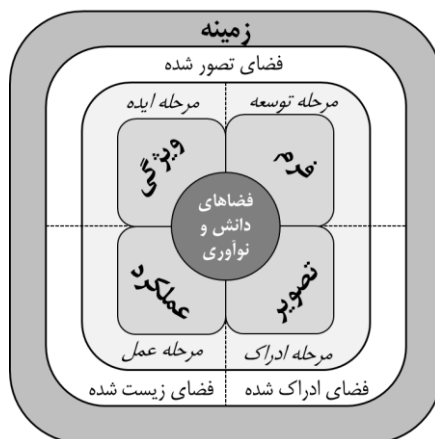 زمینه
فضای تصور شده
مرحله توسعه
مرحله ایده
فرم
ویژگی
فضاهای
دانش و
نوآوری
تصویر
عملکرد
مرحله ادراک
مرحله عمل
فضای ادراک شده
فضای زیست شده